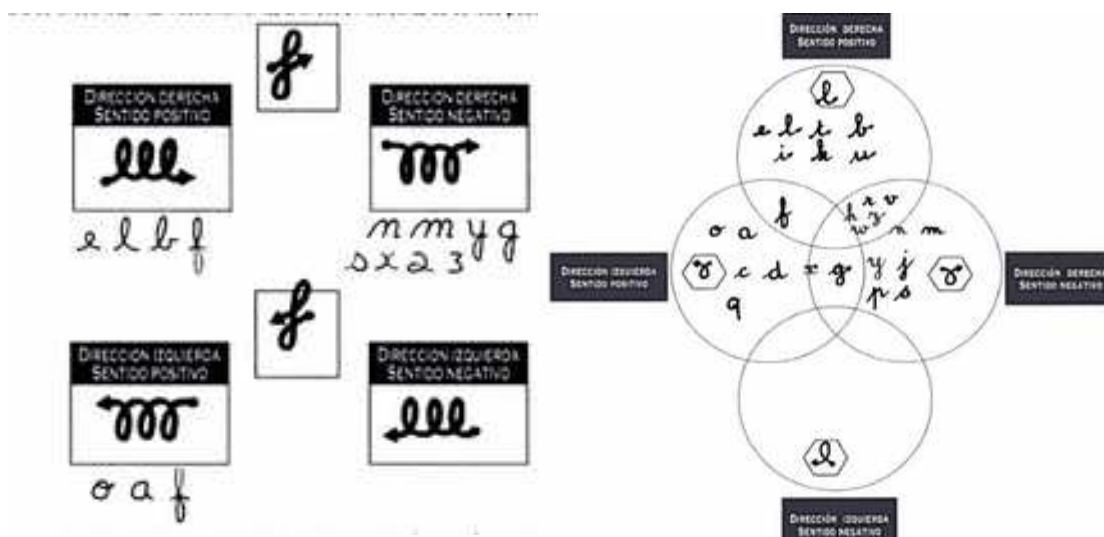 DIRECCIÓN DERECHA
SENTIDO POSITIVO
e l b f
DIRECCIÓN DERECHA
SENTIDO NEGATIVO
n m y g
s x 2 3
DIRECCIÓN IZQUIERDA
SENTIDO POSITIVO
o a f
DIRECCIÓN IZQUIERDA
SENTIDO NEGATIVO
DIRECCIÓN DERECHA
SENTIDO POSITIVO
l
e l t b
i k u
f
h r v
w z n m
o a
DIRECCIÓN IZQUIERDA
SENTIDO POSITIVO
c d x g y j
p s
q
DIRECCIÓN DERECHA
SENTIDO NEGATIVO
l
DIRECCIÓN IZQUIERDA
SENTIDO NEGATIVO